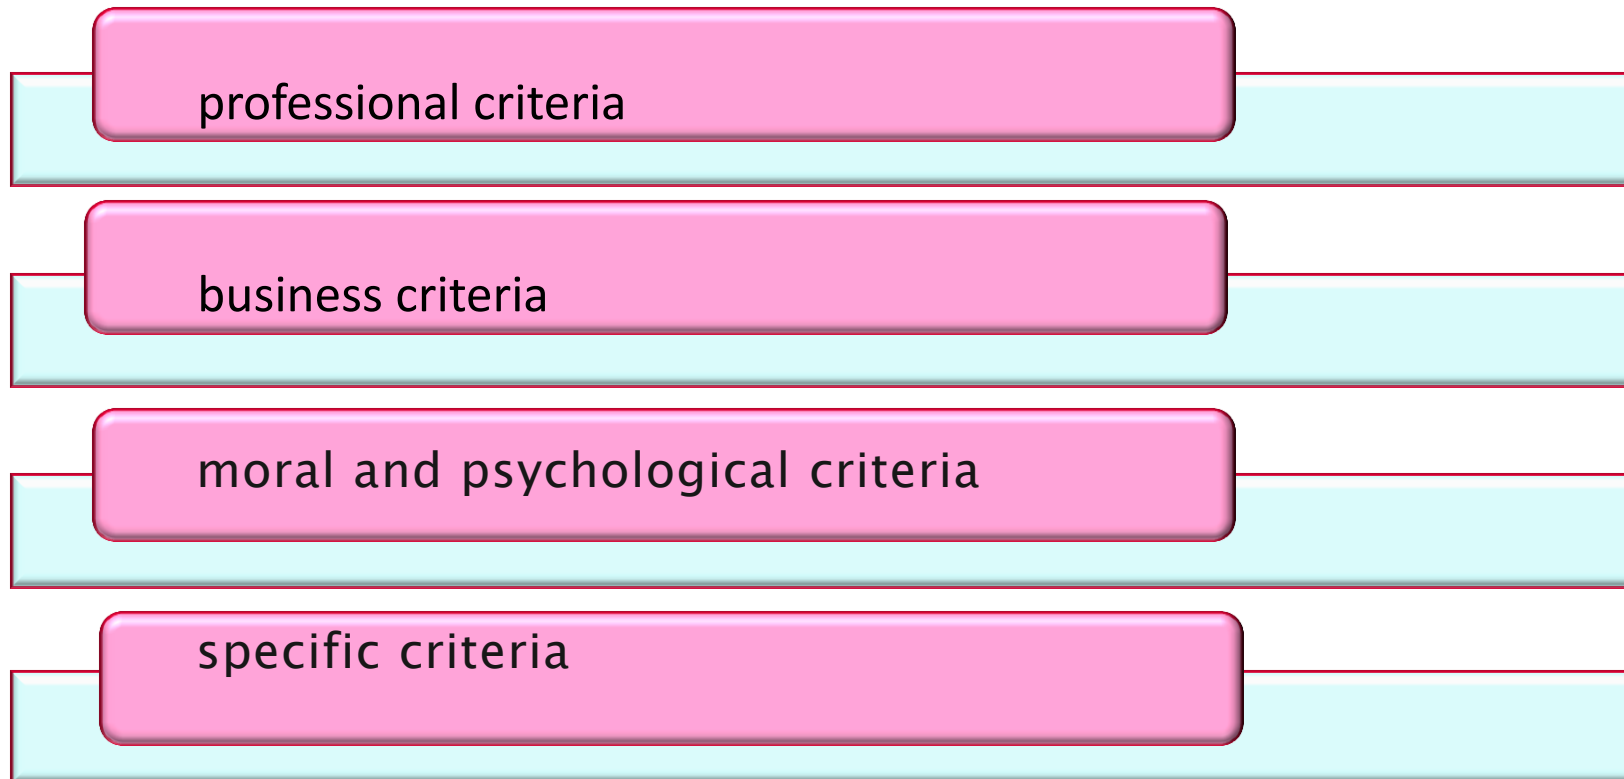 professional criteria
business criteria
moral and psychological criteria
specific criteria